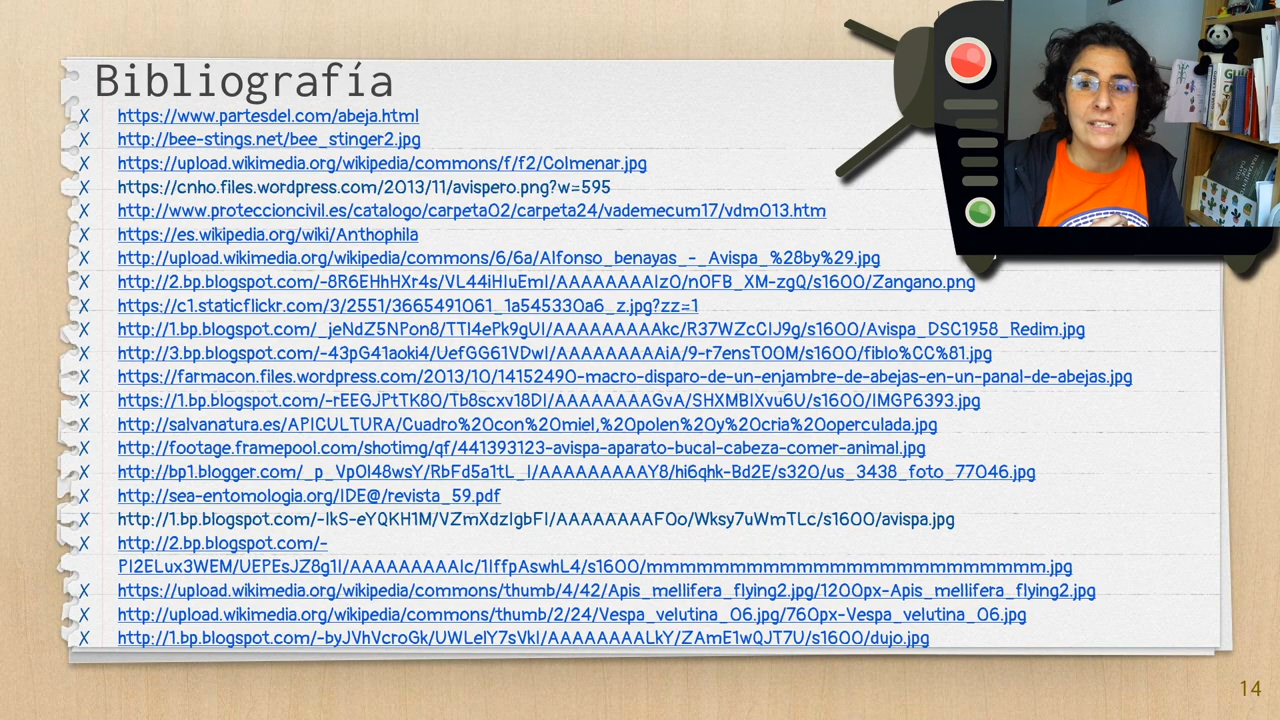 Bibliografía
X https://www.partesdel.com/abeja.html
X http://bee-stings.net/bee_stinger2.jpg
X https://upload.wikimedia.org/wikipedia/commons/f/f2/Colmenar.jpg
X https://cnho.files.wordpress.com/2013/11/avispero.png?w=595
X http://www.proteccioncivil.es/catalogo/carpeta02/carpeta24/vademecum17/vdm013.htm
X https://es.wikipedia.org/wiki/Anthophila
X http://upload.wikimedia.org/wikipedia/commons/6/6a/Alfonso_benayas_-_Avispa_%28by%29.jpg
X http://2.bp.blogspot.com/-8R6EHhHXr4s/VL44iHIuEmI/AAAAAAAAIz0/n0FB_XM-zgQ/s1600/Zangano.png
X https://c1.staticflickr.com/3/2551/3665491061_1a545330a6_z.jpg?zz=1
X http://1.bp.blogspot.com/_jeNdZ5NPon8/TTI4ePk9qUI/AAAAAAAAAkc/R37WZcCIJ9g/s1600/Avispa_DSC1958_Redim.jpg
X http://3.bp.blogspot.com/-43pG41aoki4/UefGG61VDwI/AAAAAAAAAiA/9-r7ensT00M/s1600/fiblo%CC%81.jpg
X https://farmacon.files.wordpress.com/2013/10/14152490-macro-disparo-de-un-enjambre-de-abejas-en-un-panal-de-abejas.jpg
X https://1.bp.blogspot.com/-rEEGJPtTK80/Tb8scxv18DI/AAAAAAAAGvA/SHXMBIXvu6U/s1600/IMGP6393.jpg
X http://salvanatura.es/APICULTURA/Cuadro%20con%20miel,%20polen%20y%20cria%20operculada.jpg
X http://footage.framepool.com/shotimg/qf/441393123-avispa-aparato-bucal-cabeza-comer-animal.jpg
X http://bp1.blogger.com/_p_Vp0I48wsY/RbFd5a1tL_I/AAAAAAAAAY8/hi6qhk-Bd2E/s320/us_3438_foto_77046.jpg
X http://sea-entomologia.org/IDE@/revista_59.pdf
X http://1.bp.blogspot.com/-IkS-eYQKH1M/VZmXdzIgbFI/AAAAAAAAF0o/Wksy7uWmTLc/s1600/avispa.jpg
X http://2.bp.blogspot.com/-
PI2ELux3WEM/UEPEsJZ8g1I/AAAAAAAAAIc/1IffpAswhL4/s1600/mmmmmmmmmmmmmmmmmmmmmmm.jpg
X https://upload.wikimedia.org/wikipedia/commons/thumb/4/42/Apis_mellifera_flying2.jpg/1200px-Apis_mellifera_flying2.jpg
X http://upload.wikimedia.org/wikipedia/commons/thumb/2/24/Vespa_velutina_06.jpg/760px-Vespa_velutina_06.jpg
X http://1.bp.blogspot.com/-byJVhVcroGk/UWLeIY7sVkI/AAAAAAAALkY/ZAmE1wQJT7U/s1600/dujo.jpg
14